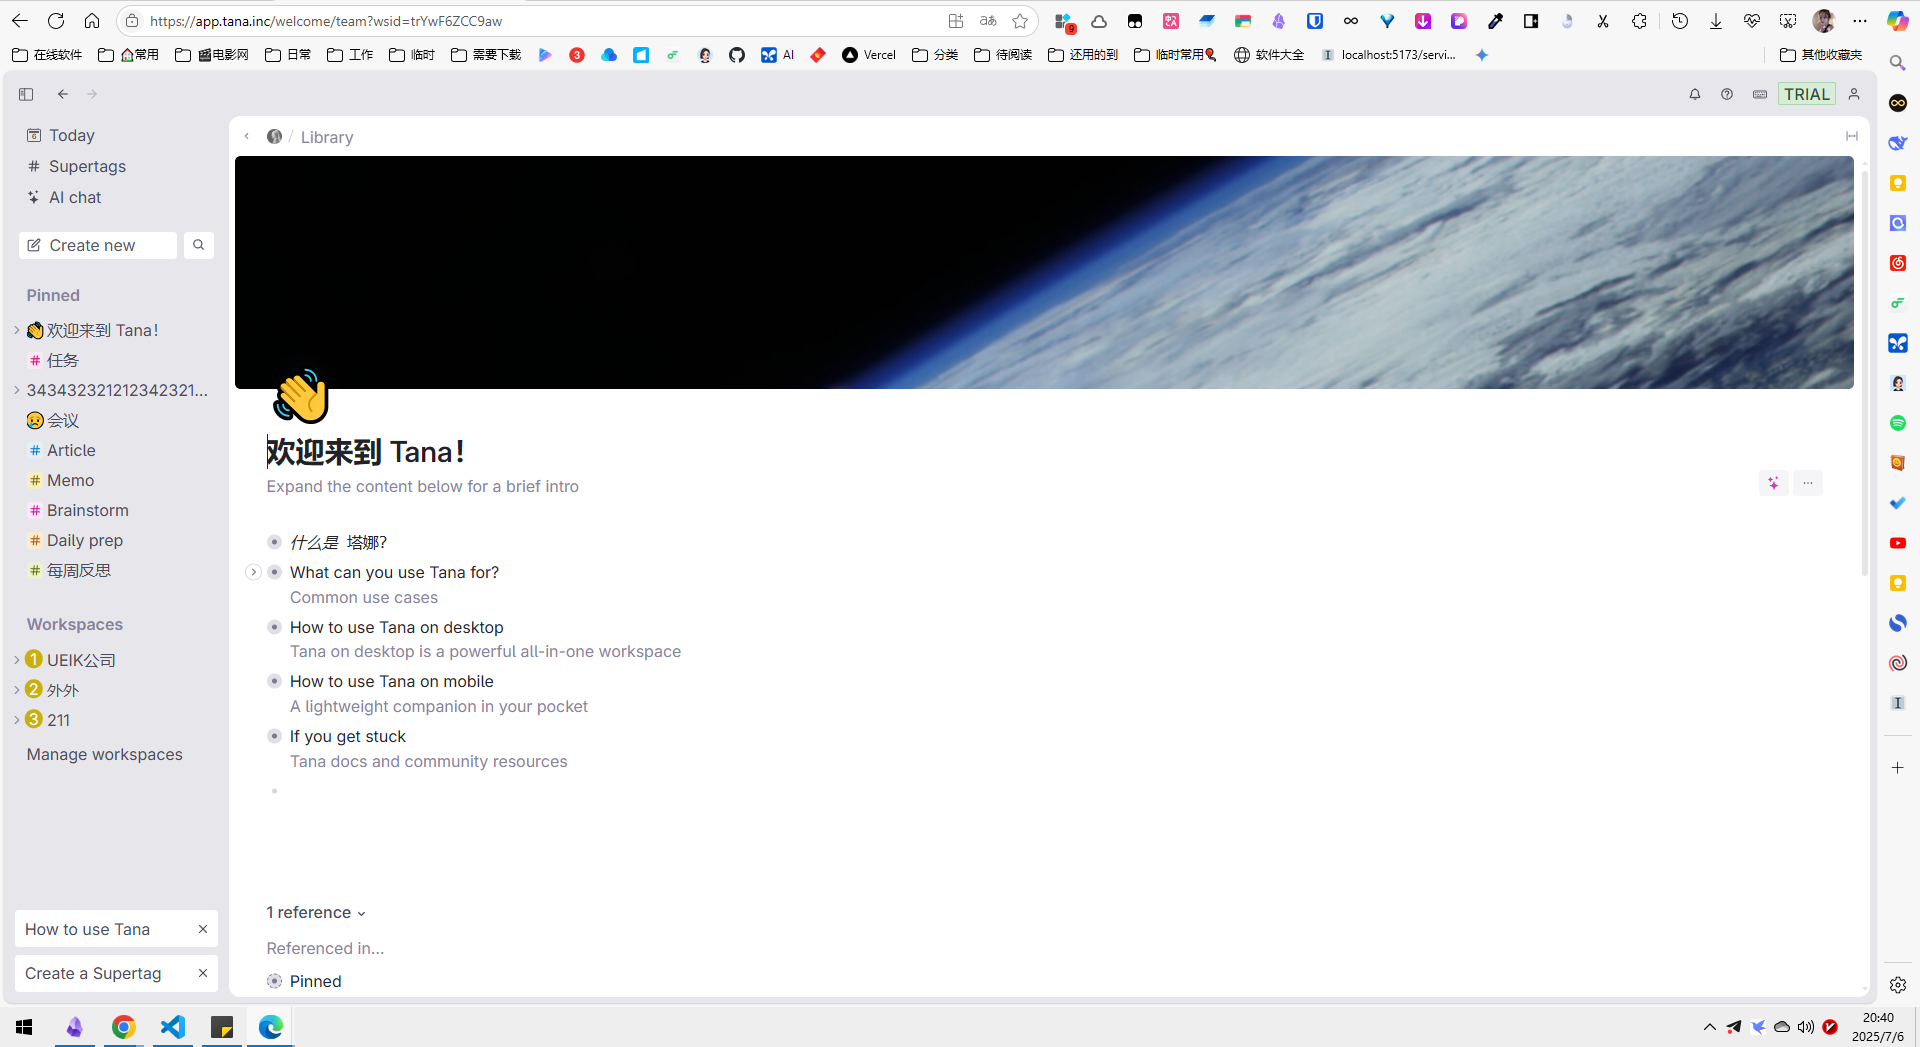 https://app.tana.inc/welcome/team?wsid=trYwF6ZCC9aw
在线软件 🏠常用 🎬电影网 日常 工作 临时 需要下载 3 AI Vercel 分类 待阅读 还用的到 临时常用 软件大全 localhost:5173/servi... 其他收藏夹
TRIAL
Today
Supertags
AI chat
Create new
Pinned
👋欢迎来到 Tana！
# 任务
343432321212342321...
😥会议
# Article
# Memo
# Brainstorm
# Daily prep
# 每周反思
Workspaces
1 UEIK公司
2 外外
3 211
Manage workspaces
How to use Tana
Create a Supertag
/ Library
欢迎来到 Tana！
Expand the content below for a brief intro
什么是 塔娜？
What can you use Tana for?
Common use cases
How to use Tana on desktop
Tana on desktop is a powerful all-in-one workspace
How to use Tana on mobile
A lightweight companion in your pocket
If you get stuck
Tana docs and community resources
1 reference
Referenced in...
Pinned
20:40
2025/7/6